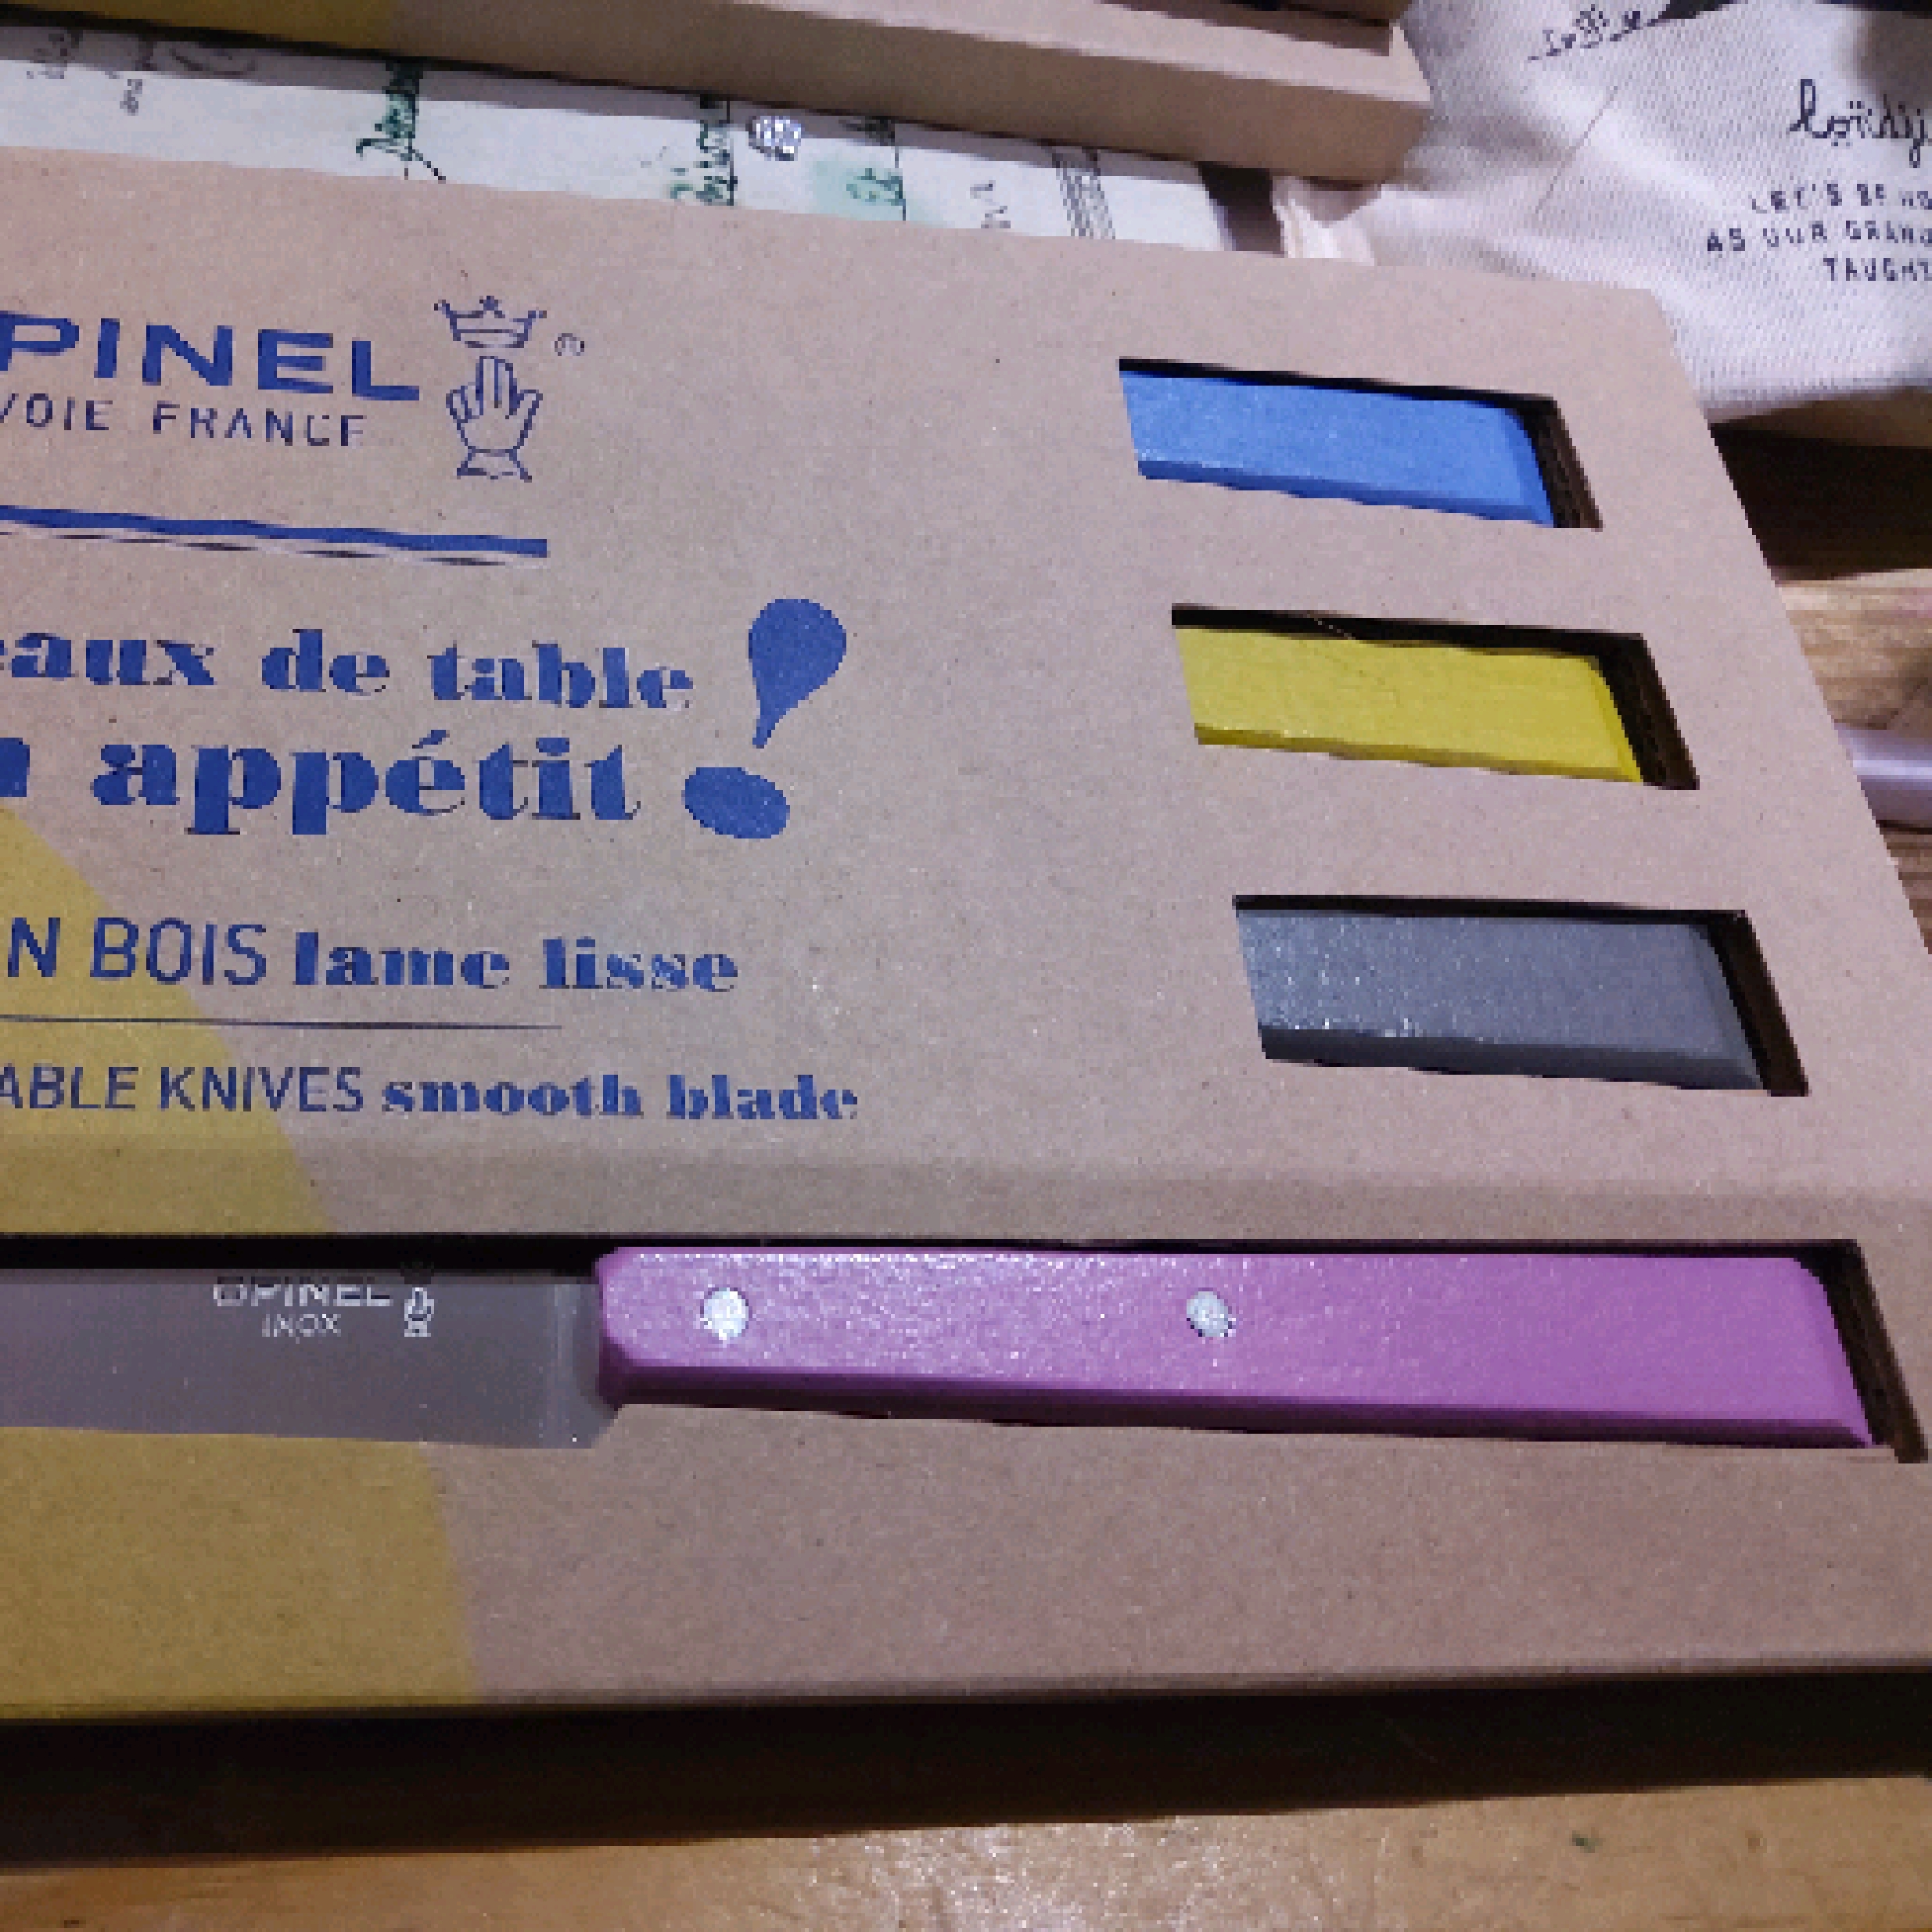 lordy
LET'S BE
AS OUR GRAND
TAUGHT
PINEL
VOIE FRANCE
eaux de table
appétit !
N BOIS lame lisse
ABLE KNIVES smooth blade
OPINEL
INOX